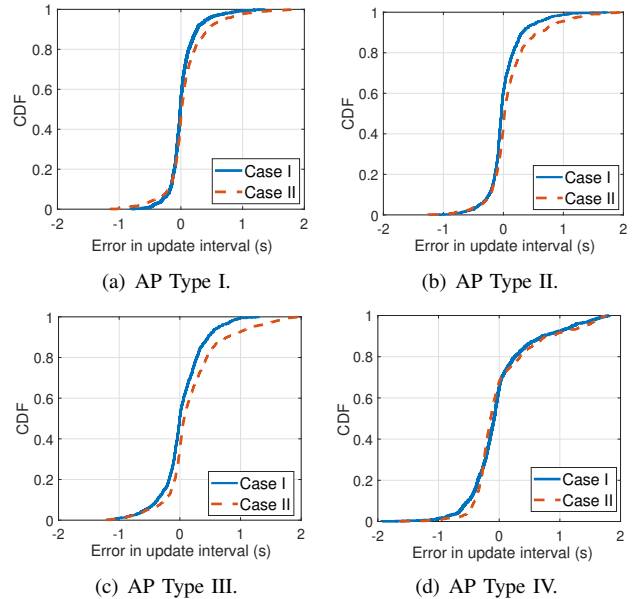 1
0.8
0.6
0.4
0.2
0
CDF
Case I
Case II
-2 -1 0 1 2
Error in update interval (s)
(a) AP Type I.
1
0.8
0.6
0.4
0.2
0
CDF
Case I
Case II
-2 -1 0 1 2
Error in update interval (s)
(b) AP Type II.
1
0.8
0.6
0.4
0.2
0
CDF
Case I
Case II
-2 -1 0 1 2
Error in update interval (s)
(c) AP Type III.
1
0.8
0.6
0.4
0.2
0
CDF
Case I
Case II
-2 -1 0 1 2
Error in update interval (s)
(d) AP Type IV.